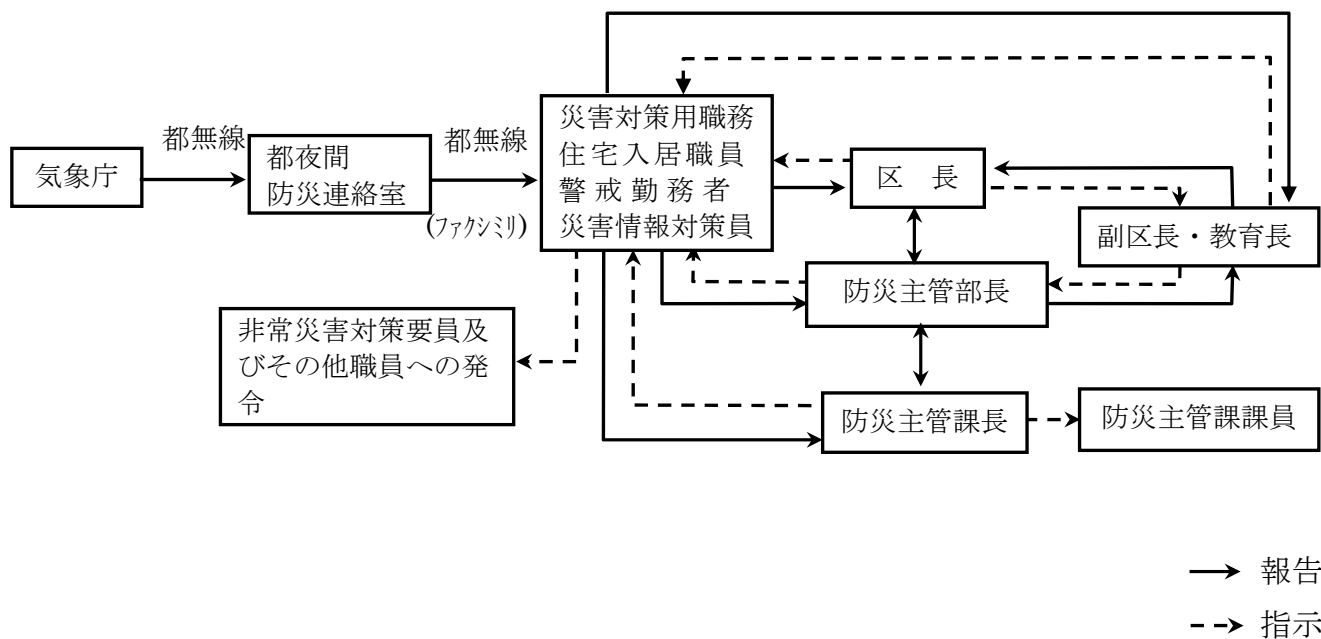 気象庁
都無線
都夜間
防災連絡室
都無線
(ファクシミリ)
災害対策用職務
住宅入居職員
警戒勤務者
災害情報対策員
区　長
副区長・教育長
防災主管部長
非常災害対策要員及
びその他職員への発
令
防災主管課長
防災主管課課員
報告
指示